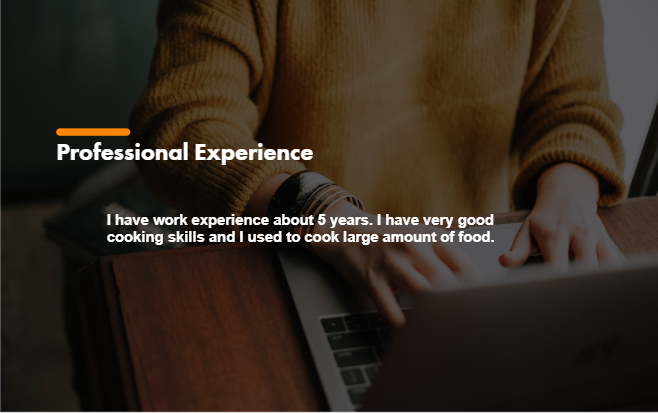 Professional Experience
I have work experience about 5 years. I have very good
cooking skills and I used to cook large amount of food.